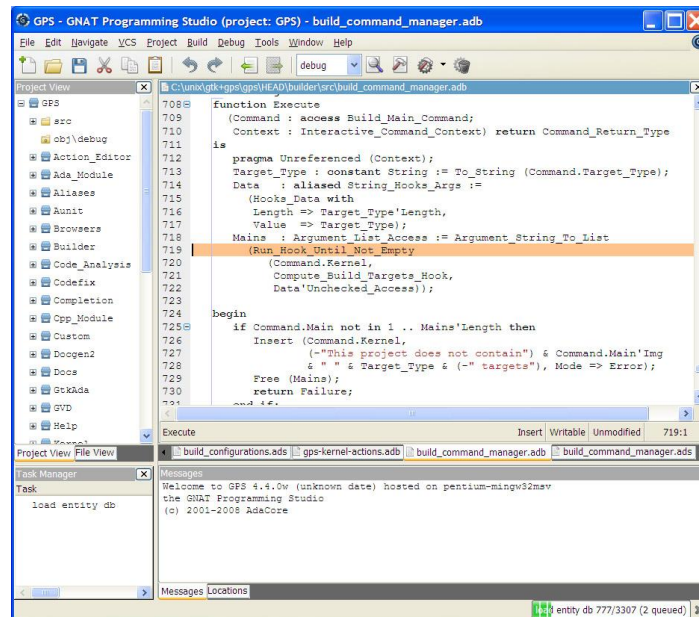 GPS - GNAT Programming Studio (project: GPS) - build_command_manager.adb
File Edit Navigate VCS Project Build Debug Tools Window Help
debug
Project View
GPS
src
obj\debug
Action_Editor
Ada_Module
Aliases
Aunit
Browsers
Builder
Code_Analysis
Codefix
Completion
Cpp_Module
Custom
Docgen2
Docs
GtkAda
GVD
Help
Project View File View
C:\unix\gtk+gps\gps\HEAD\builder\src\build_command_manager.adb
708 function Execute
709 (Command : access Build_Main_Command;
710 Context : Interactive_Command_Context) return Command_Return_Type
711 is
712 pragma Unreferenced (Context);
713 Target_Type : constant String := To_String (Command.Target_Type);
714 Data : aliased String_Hooks_Args :=
715 (Hooks_Data with
716 Length => Target_Type'Length,
717 Value => Target_Type);
718 Mains : Argument_List_Access := Argument_String_To_List
719 (Run_Hook_Until_Not_Empty
720 (Command.Kernel,
721 Compute_Build_Targets_Hook,
722 Data'Unchecked_Access));
723
724 begin
725 if Command.Main not in 1 .. Mains'Length then
726 Insert (Command.Kernel,
727 (-"This project does not contain") & Command.Main'Img
728 & " " & Target_Type & (-" targets"), Mode => Error);
729 Free (Mains);
730 return Failure;
731 end if;
Execute Insert Writable Unmodified 719:1
build_configurations.ads gps-kernel-actions.adb build_command_manager.adb build_command_manager.ads
Task Manager
Task
load entity db
Messages
Welcome to GPS 4.4.0w (unknown date) hosted on pentium-mingw32msv
the GNAT Programming Studio
(c) 2001-2008 AdaCore
Messages Locations
load entity db 777/3307 (2 queued)